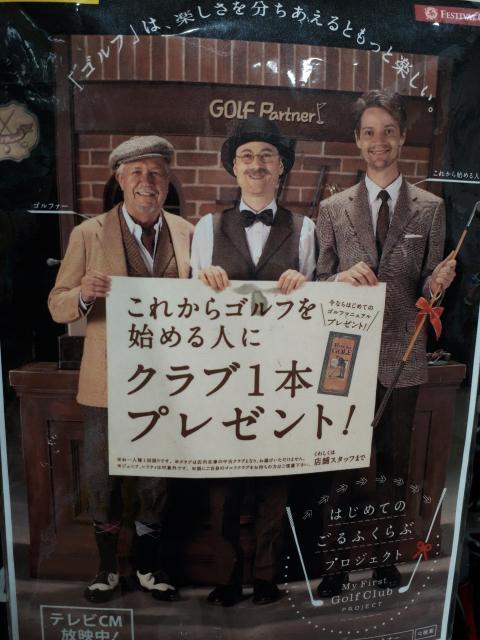 FESTIVAL
「ゴルフ」は、楽しさを分ちあえるともっと楽しい。
GOLF Partner
これから始める人
ゴルファー
これからゴルフを
始める人に
クラブ1本
プレゼント!
今ならはじめての
ゴルフマニュアル
プレゼント!
GOLF
くわしくは
店舗スタッフまで
はじめての
ごるふくらぶ
プロジェクト
My First
Golf Club
PROJECT
テレビCM
放映中!